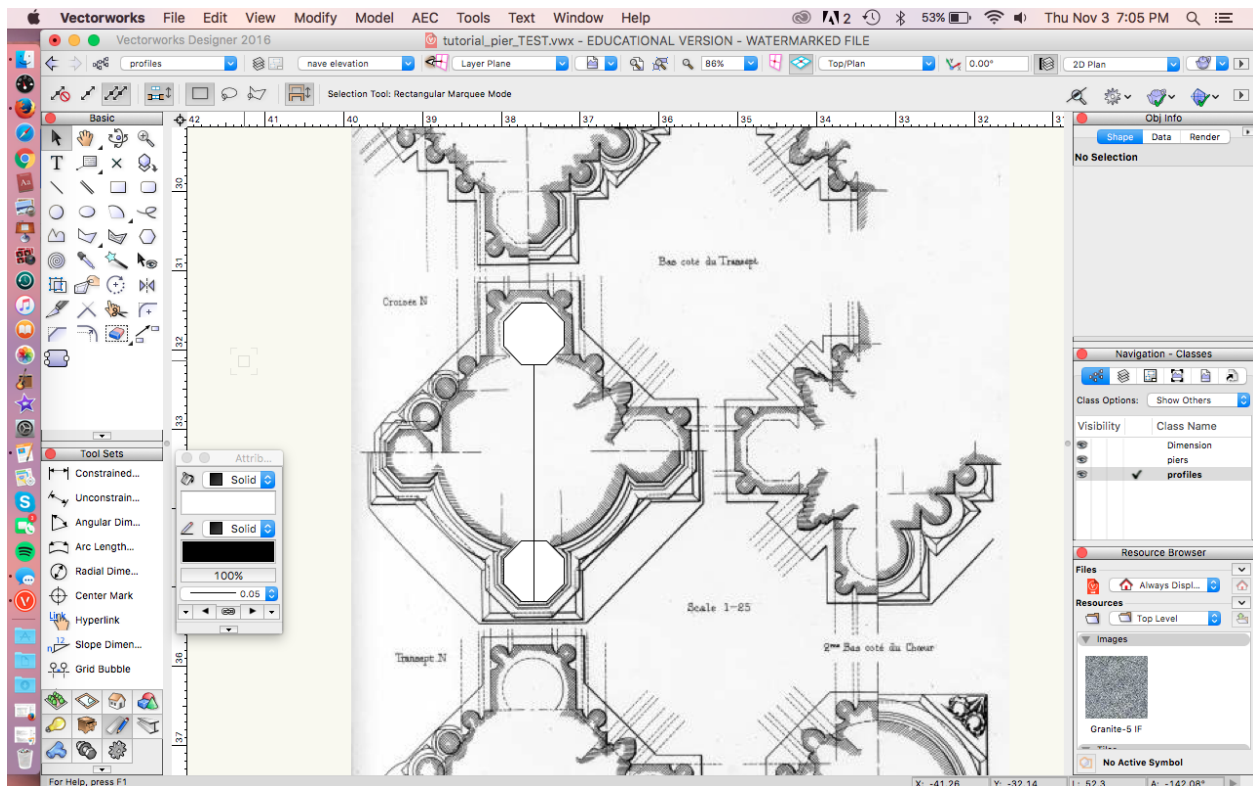 Vectorworks File Edit View Modify Model AEC Tools Text Window Help 2 53% Thu Nov 3 7:05 PM
Vectorworks Designer 2016 tutorial_pier_TEST.vwx - EDUCATIONAL VERSION - WATERMARKED FILE
profiles nave elevation Layer Plane 86% Top/Plan 0.00° 2D Plan
Selection Tool: Rectangular Marquee Mode
Basic
42 41 40 39 38 37 36 35 34 33 32 31
30
31
32
33
36
37
Obj Info
Shape Data Render
No Selection
Bas coté du Transept
Croisée N
Scale 1-25
Transept N
2me Bas coté du Chœur
Tool Sets
Constrained...
Unconstrain...
Angular Dim...
Arc Length...
Radial Dime...
Center Mark
Link Hyperlink
12 n Slope Dimen...
Grid Bubble
Attrib...
Solid
Solid
100%
0.05
Navigation - Classes
Class Options: Show Others
Visibility Class Name
Dimension
piers
profiles
Resource Browser
Files
Always Displ...
Resources
Top Level
Images
Granite-5 IF
No Active Symbol
For Help, press F1
X: -41.26 Y: -32.14 L: 52.3 A: -142.08°